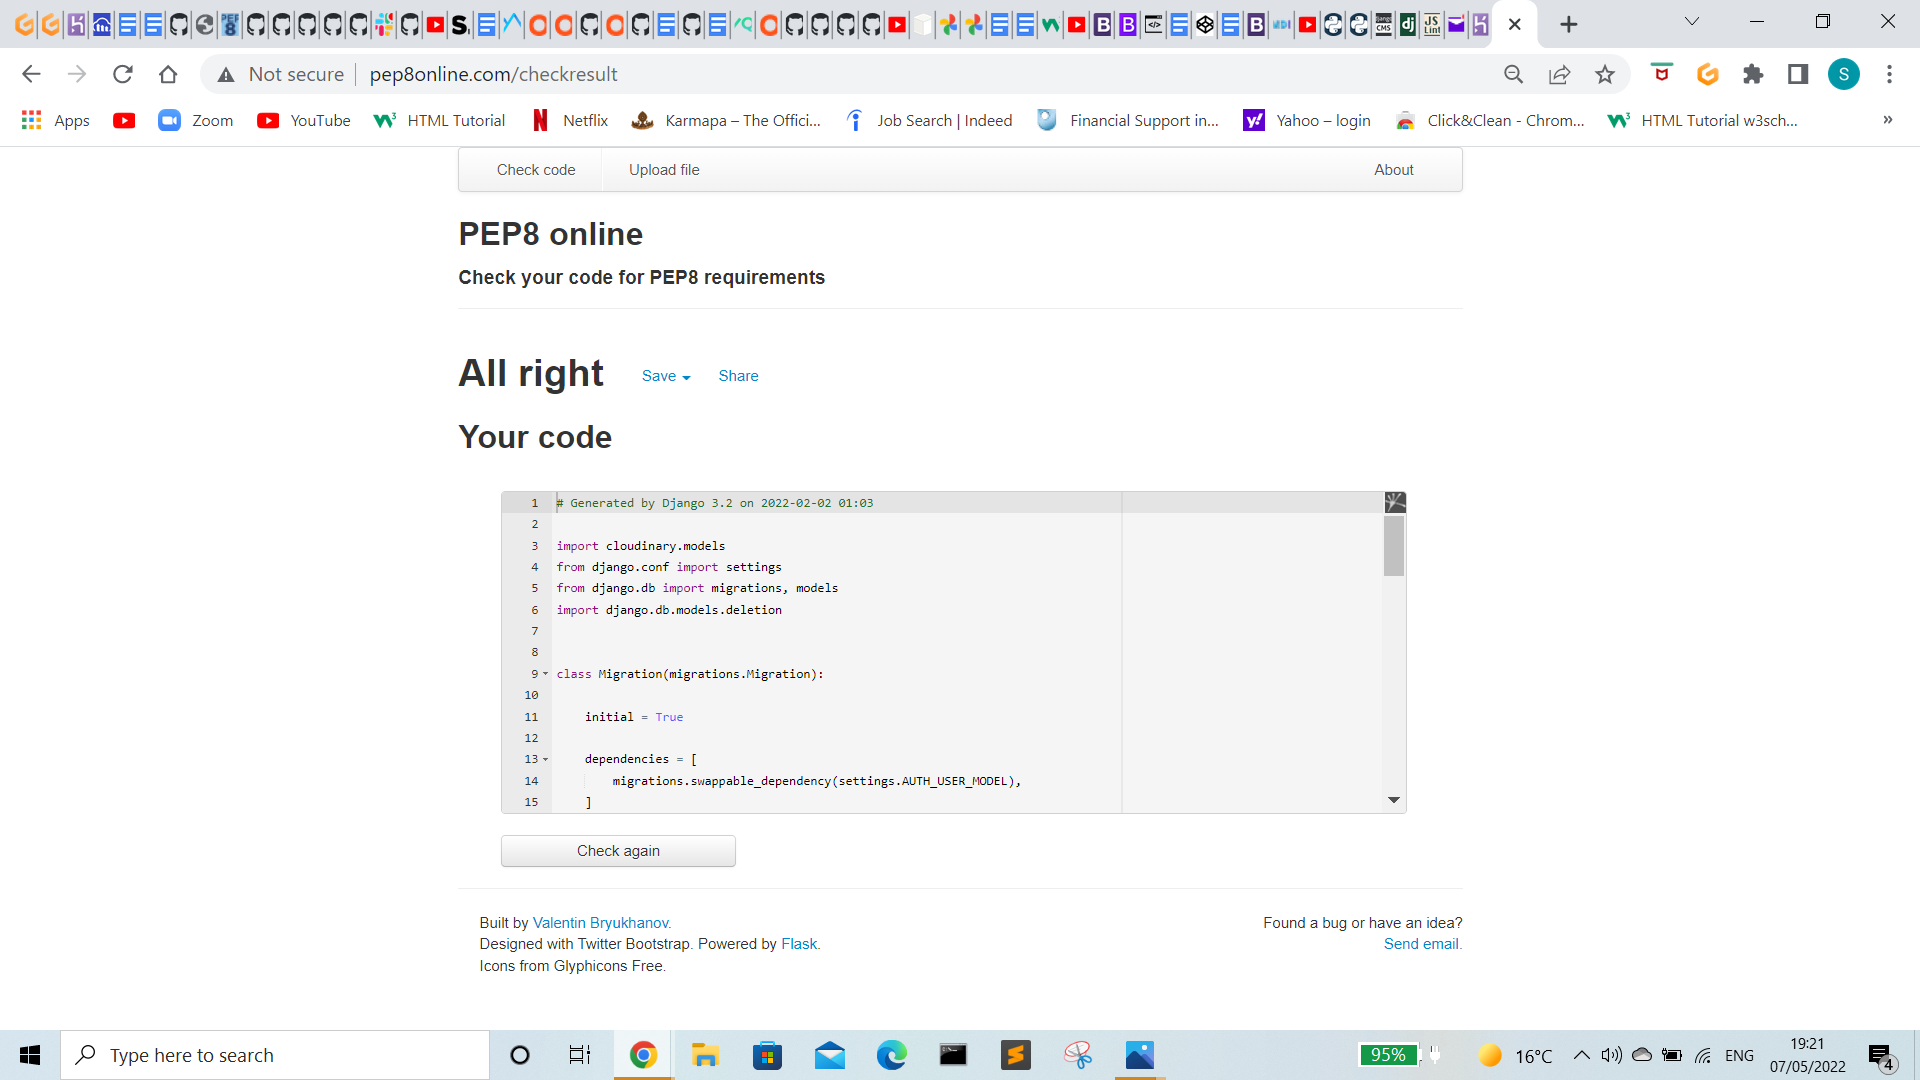 Not secure
pep8online.com/checkresult
S
Apps
Zoom
YouTube
HTML Tutorial
Netflix
Karmapa – The Offici...
Job Search | Indeed
Financial Support in...
Yahoo – login
Click&Clean - Chrom...
HTML Tutorial w3sch...
»
Check code
Upload file
About
PEP8 online
Check your code for PEP8 requirements
All right
Save
Share
Your code
1 # Generated by Django 3.2 on 2022-02-02 01:03
2
3 import cloudinary.models
4 from django.conf import settings
5 from django.db import migrations, models
6 import django.db.models.deletion
7
8
9 class Migration(migrations.Migration):
10
11 initial = True
12
13 dependencies = [
14 migrations.swappable_dependency(settings.AUTH_USER_MODEL),
15 ]
Check again
Built by Valentin Bryukhanov.
Designed with Twitter Bootstrap. Powered by Flask.
Icons from Glyphicons Free.
Found a bug or have an idea?
Send email.
Type here to search
95%
16°C
ENG
19:21
07/05/2022
4